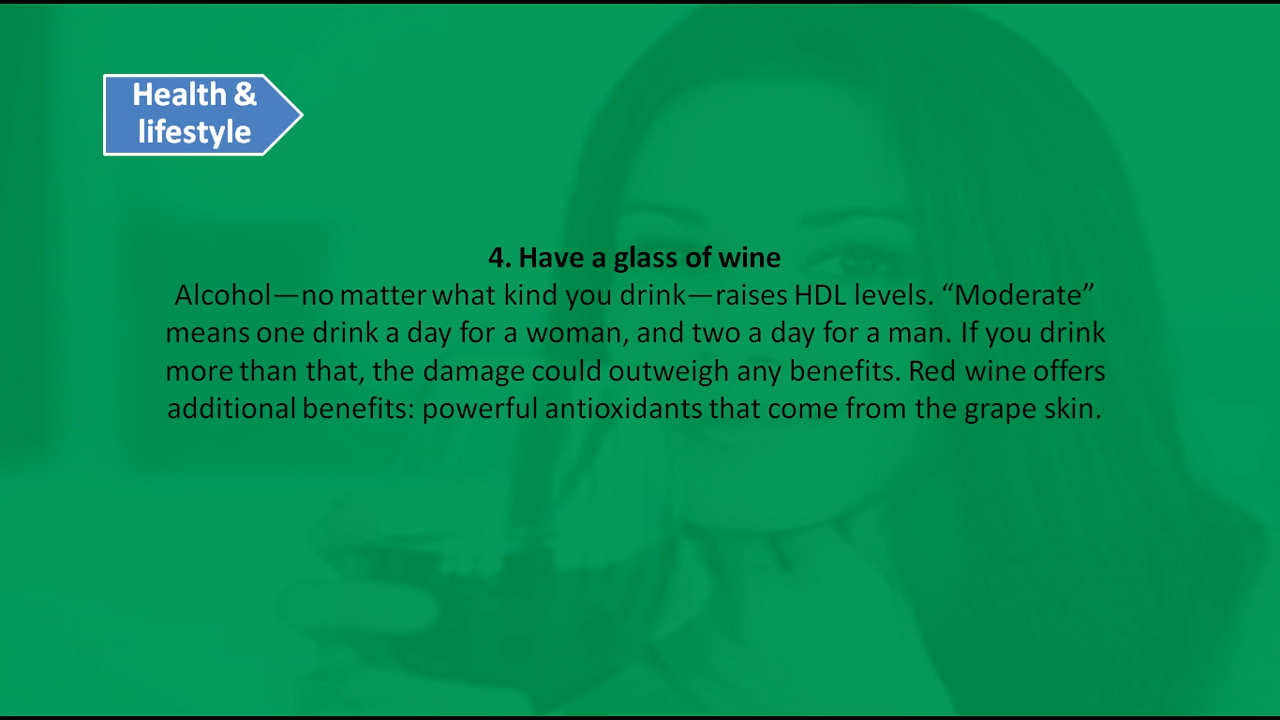 Health &
lifestyle
4. Have a glass of wine
Alcohol—no matter what kind you drink—raises HDL levels. “Moderate”
means one drink a day for a woman, and two a day for a man. If you drink
more than that, the damage could outweigh any benefits. Red wine offers
additional benefits: powerful antioxidants that come from the grape skin.